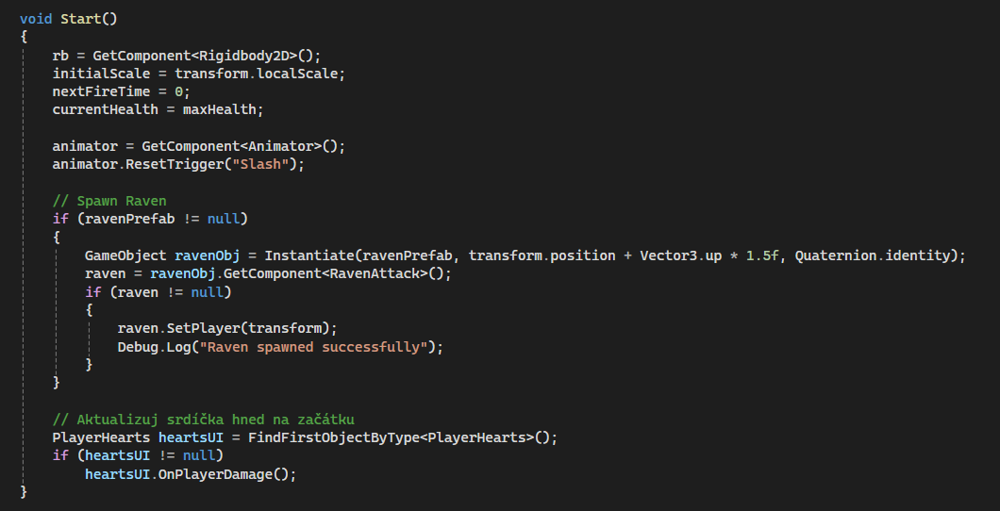 void Start()
{
rb = GetComponent<Rigidbody2D>();
initialScale = transform.localScale;
nextFireTime = 0;
currentHealth = maxHealth;
animator = GetComponent<Animator>();
animator.ResetTrigger("Slash");
// Spawn Raven
if (ravenPrefab != null)
{
GameObject ravenObj = Instantiate(ravenPrefab, transform.position + Vector3.up * 1.5f, Quaternion.identity);
raven = ravenObj.GetComponent<RavenAttack>();
if (raven != null)
{
raven.SetPlayer(transform);
Debug.Log("Raven spawned successfully");
}
}
// Aktualizuj srdíčka hned na začátku
PlayerHearts heartsUI = FindFirstObjectByType<PlayerHearts>();
if (heartsUI != null)
heartsUI.OnPlayerDamage();
}